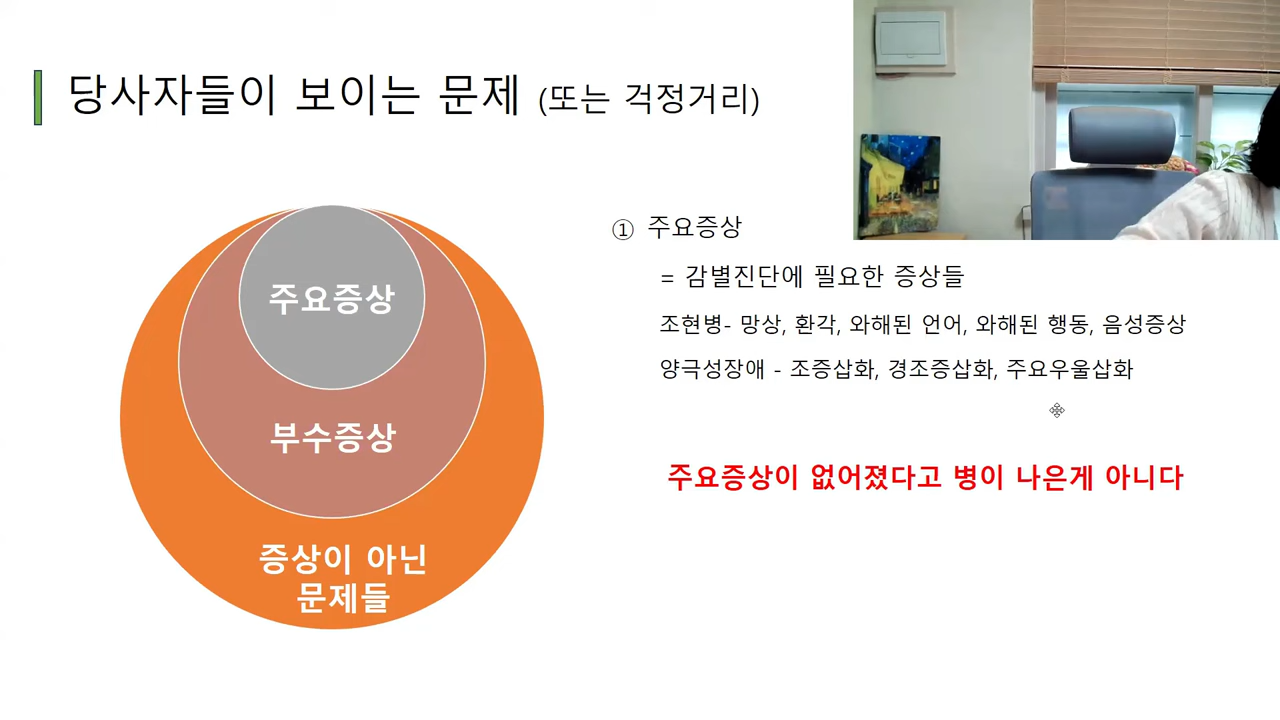 당사자들이 보이는 문제 (또는 걱정거리)
주요증상
부수증상
증상이 아닌
문제들
① 주요증상
= 감별진단에 필요한 증상들
조현병- 망상, 환각, 와해된 언어, 와해된 행동, 음성증상
양극성장애 - 조증삽화, 경조증삽화, 주요우울삽화
주요증상이 없어졌다고 병이 나은게 아니다